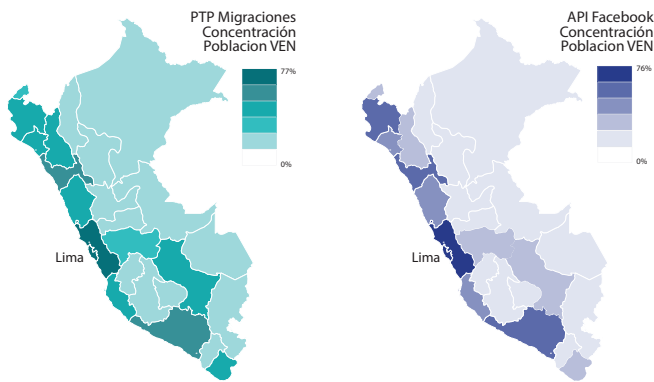 PTP Migraciones
Concentración
Poblacion VEN
77%
0%
Lima
API Facebook
Concentración
Poblacion VEN
76%
0%
Lima